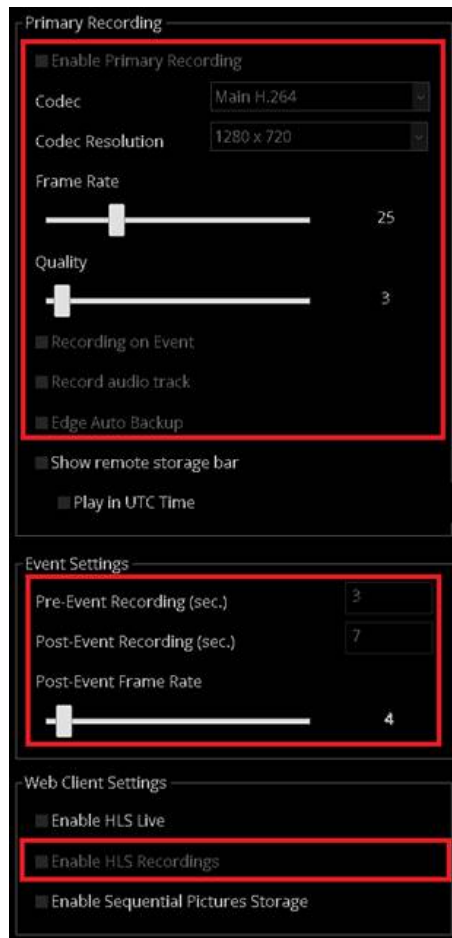 Primary Recording
Enable Primary Recording
Codec Main H.264
Codec Resolution 1280 x 720
Frame Rate
25
Quality
3
Recording on Event
Record audio track
Edge Auto Backup
Show remote storage bar
Play in UTC Time
Event Settings
Pre-Event Recording (sec.) 3
Post-Event Recording (sec.) 7
Post-Event Frame Rate
4
Web Client Settings
Enable HLS Live
Enable HLS Recordings
Enable Sequential Pictures Storage